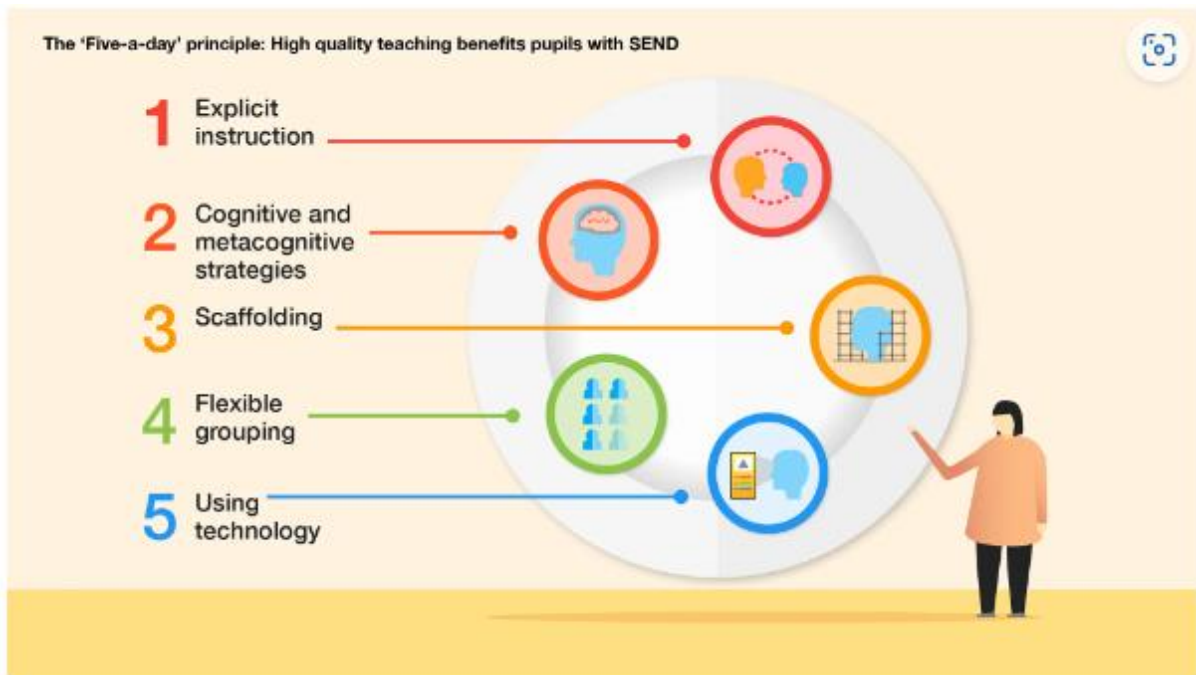 The ‘Five-a-day’ principle: High quality teaching benefits pupils with SEND
1 Explicit
instruction
2 Cognitive and
metacognitive
strategies
3 Scaffolding
4 Flexible
grouping
5 Using
technology